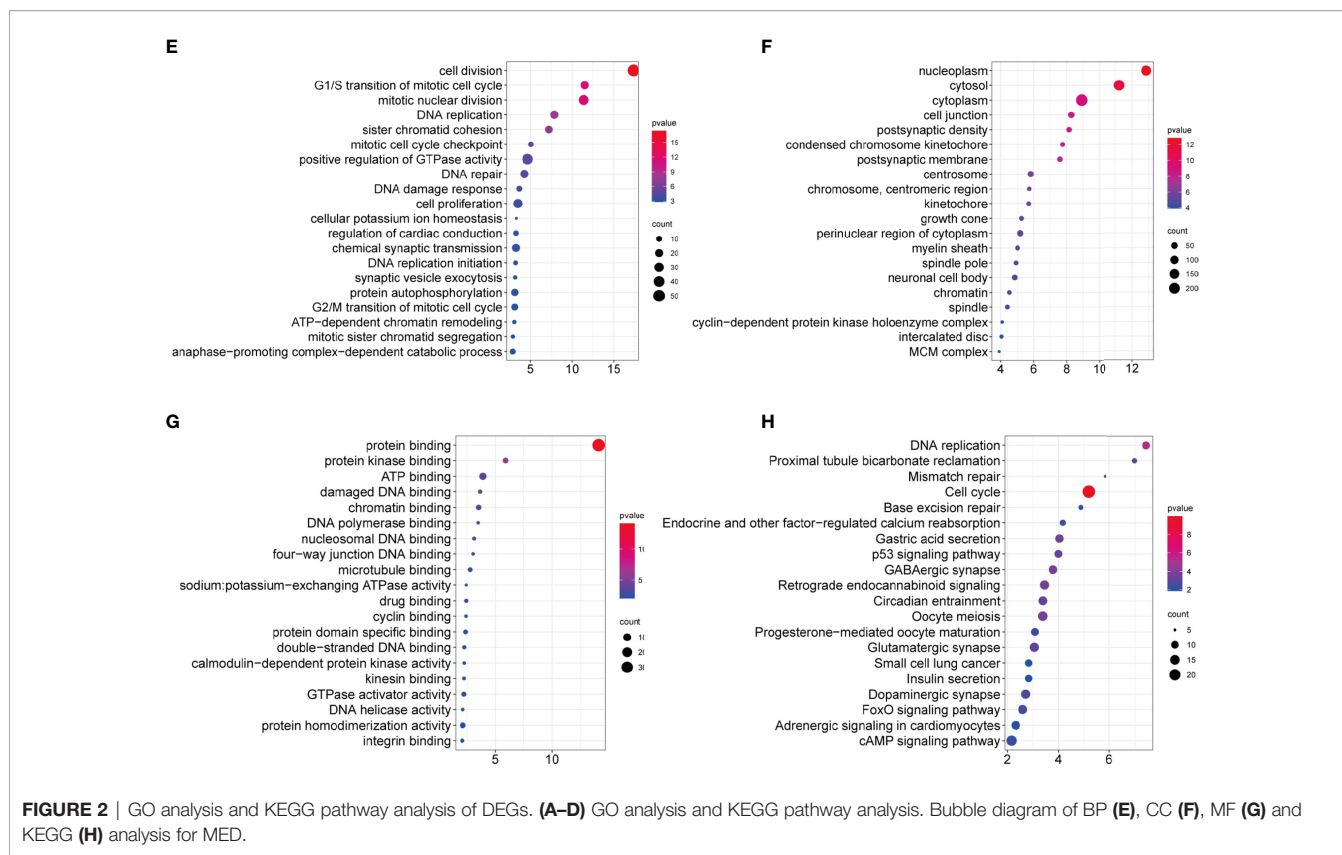 E
cell division
G1/S transition of mitotic cell cycle
mitotic nuclear division
DNA replication
sister chromatid cohesion
mitotic cell cycle checkpoint
positive regulation of GTPase activity
DNA repair
DNA damage response
cell proliferation
cellular potassium ion homeostasis
regulation of cardiac conduction
chemical synaptic transmission
DNA replication initiation
synaptic vesicle exocytosis
protein autophosphorylation
G2/M transition of mitotic cell cycle
ATP−dependent chromatin remodeling
mitotic sister chromatid segregation
anaphase−promoting complex−dependent catabolic process
5 10 15
pvalue
15
12
9
6
3
count
10
20
30
40
50
F
nucleoplasm
cytosol
cytoplasm
cell junction
postsynaptic density
condensed chromosome kinetochore
postsynaptic membrane
centrosome
chromosome, centromeric region
kinetochore
growth cone
perinuclear region of cytoplasm
myelin sheath
spindle pole
neuronal cell body
chromatin
spindle
cyclin−dependent protein kinase holoenzyme complex
intercalated disc
MCM complex
4 6 8 10 12
pvalue
12
10
8
6
4
count
50
100
150
200
G
protein binding
protein kinase binding
ATP binding
damaged DNA binding
chromatin binding
DNA polymerase binding
nucleosomal DNA binding
four−way junction DNA binding
microtubule binding
sodium:potassium−exchanging ATPase activity
drug binding
cyclin binding
protein domain specific binding
double−stranded DNA binding
calmodulin−dependent protein kinase activity
kinesin binding
GTPase activator activity
DNA helicase activity
protein homodimerization activity
integrin binding
5 10
pvalue
5
count
H
DNA replication
Proximal tubule bicarbonate reclamation
Mismatch repair
Cell cycle
Base excision repair
Endocrine and other factor−regulated calcium reabsorption
Gastric acid secretion
p53 signaling pathway
GABAergic synapse
Retrograde endocannabinoid signaling
Circadian entrainment
Oocyte meiosis
Progesterone−mediated oocyte maturation
Glutamatergic synapse
Small cell lung cancer
Insulin secretion
Dopaminergic synapse
FoxO signaling pathway
Adrenergic signaling in cardiomyocytes
cAMP signaling pathway
2 4 6
pvalue
8
6
4
2
count
5
10
15
20
FIGURE 2 | GO analysis and KEGG pathway analysis of DEGs. (A–D) GO analysis and KEGG pathway analysis. Bubble diagram of BP (E), CC (F), MF (G) and
KEGG (H) analysis for MED.